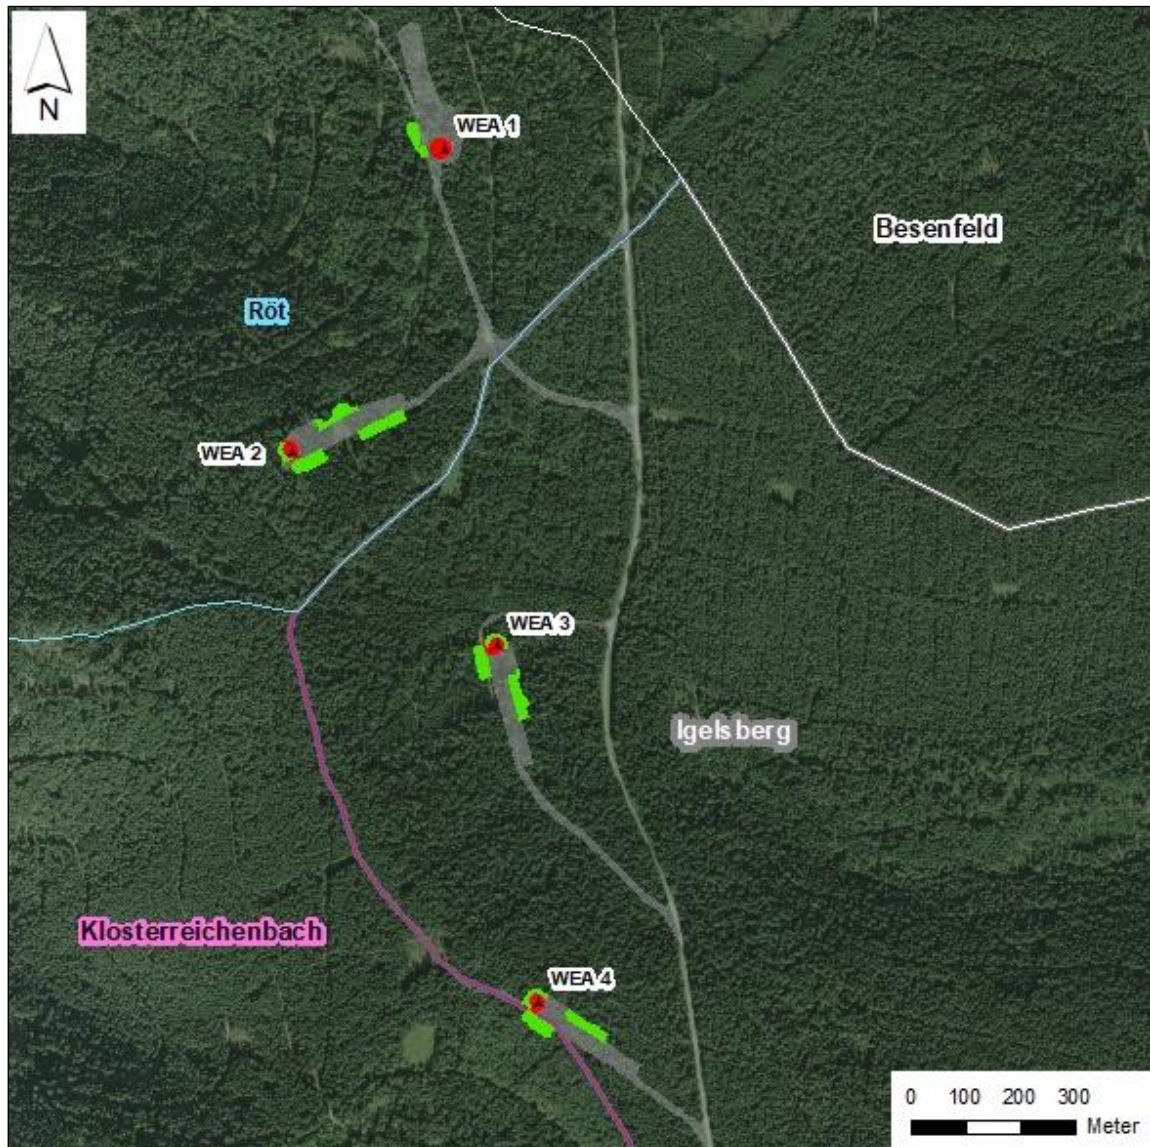 N
WEA 1
Besenfeld
Röt
WEA 2
WEA 3
Igelsberg
Klosterreichenbach
WEA 4
0 100 200 300
Meter